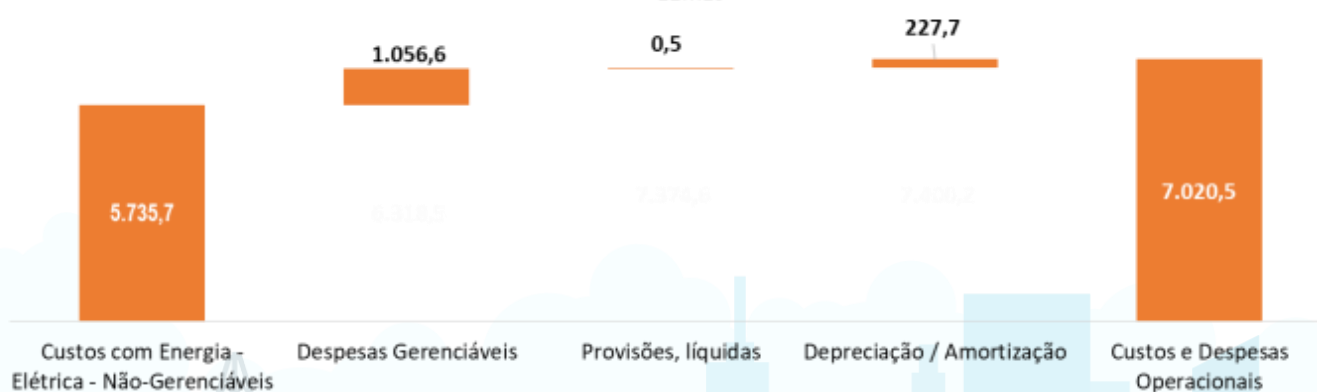 227,7
1.056,6
0,5
5.735,7
7.020,5
Custos com Energia -
Elétrica - Não-Gerenciáveis
Despesas Gerenciáveis
Provisões, líquidas
Depreciação / Amortização
Custos e Despesas
Operacionais